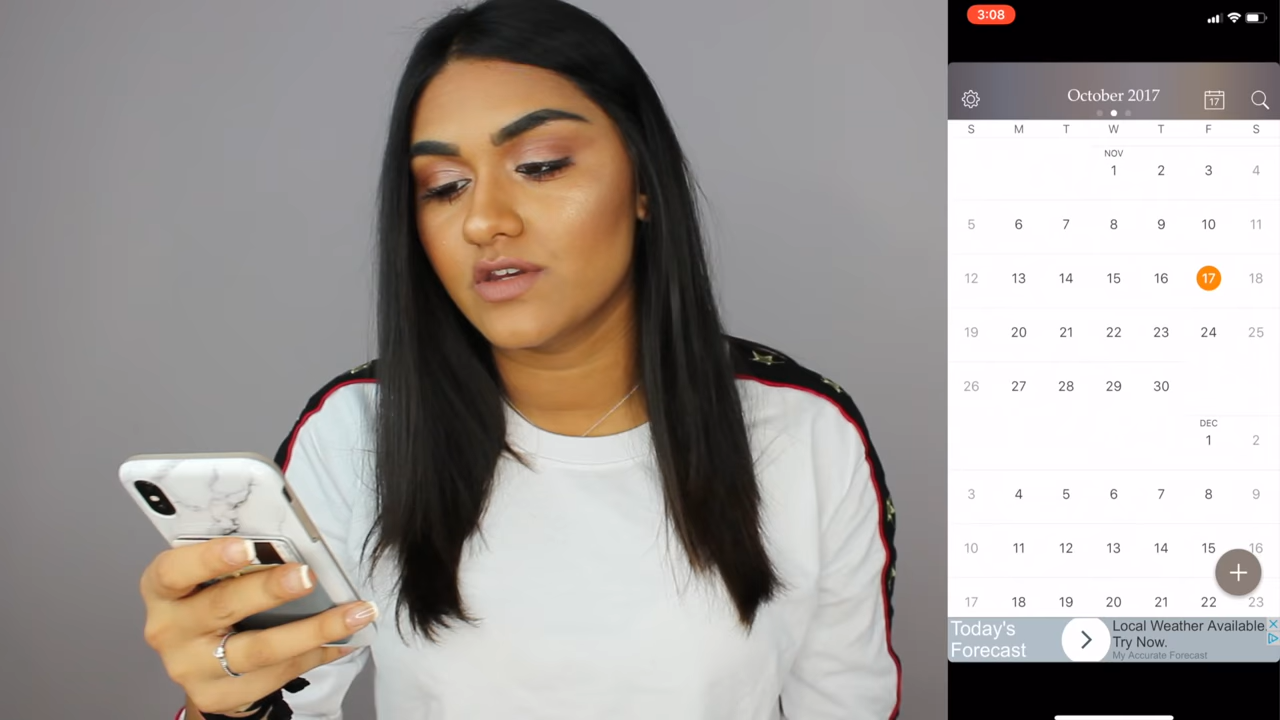 3:08
October 2017
17
S M T W T F S
NOV
1 2 3 4
5 6 7 8 9 10 11
12 13 14 15 16 17 18
19 20 21 22 23 24 25
26 27 28 29 30
DEC
1 2
3 4 5 6 7 8 9
10 11 12 13 14 15 16
17 18 19 20 21 22 23
Today's
Forecast
Local Weather Available.
Try Now.
My Accurate Forecast